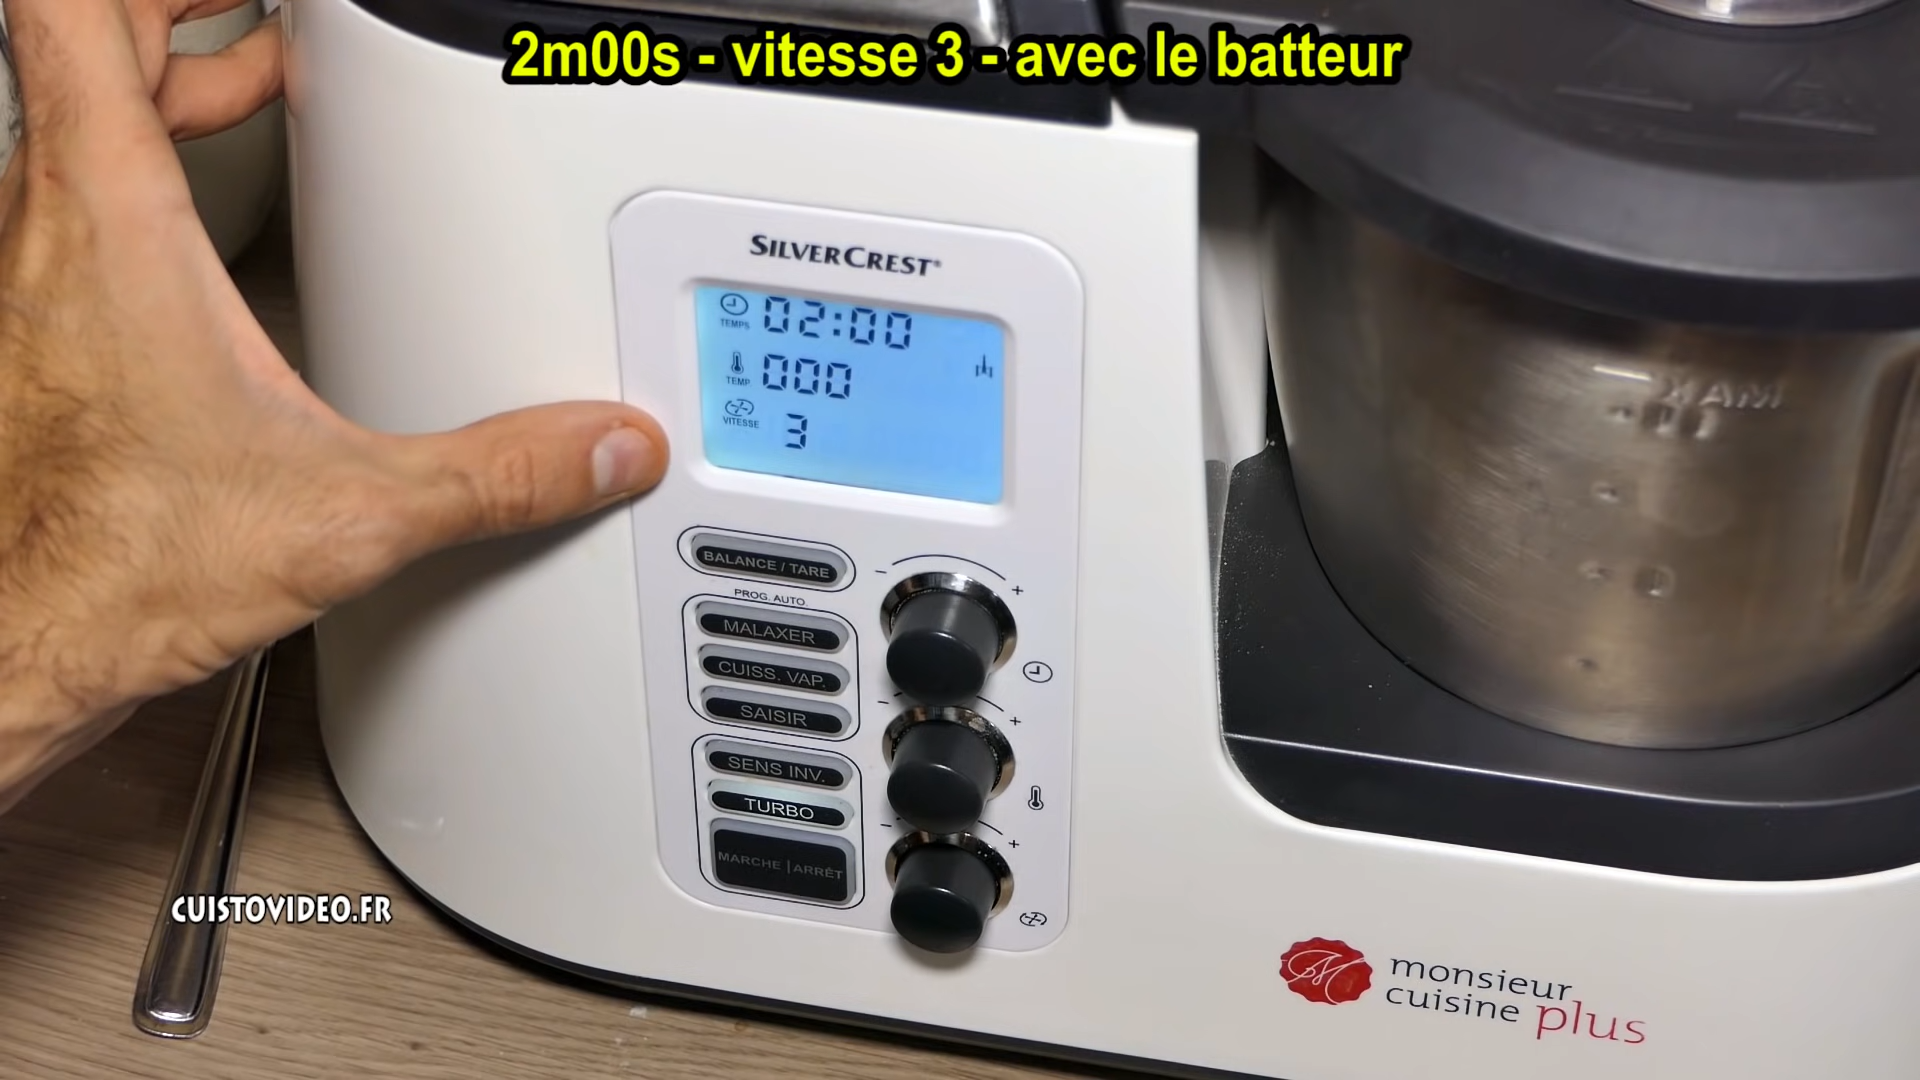 2m00s - vitesse 3 - avec le batteur
SILVERCREST®
TEMPS 02:00
TEMP 000
VITESSE 3
BALANCE / TARE
PROG. AUTO.
MALAXER
CUISS. VAP.
SAISIR
SENS INV.
TURBO
MARCHE | ARRÊT
- +
- +
- +
MAX
CUISTOVIDEO.FR
monsieur
cuisine plus